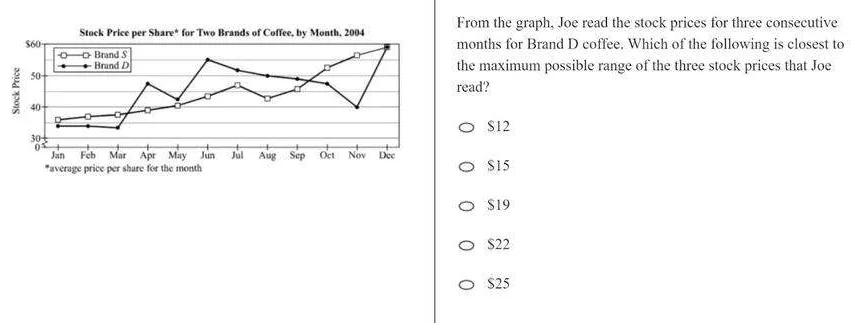 Stock Price per Share* for Two Brands of Coffee, by Month, 2004
$60
Brand S
Brand D
50
Stock Price
40
30
0
Jan Feb Mar Apr May Jun Jul Aug Sep Oct Nov Dec
*average price per share for the month
From the graph, Joe read the stock prices for three consecutive
months for Brand D coffee. Which of the following is closest to
the maximum possible range of the three stock prices that Joe
read?
$12
$15
$19
$22
$25